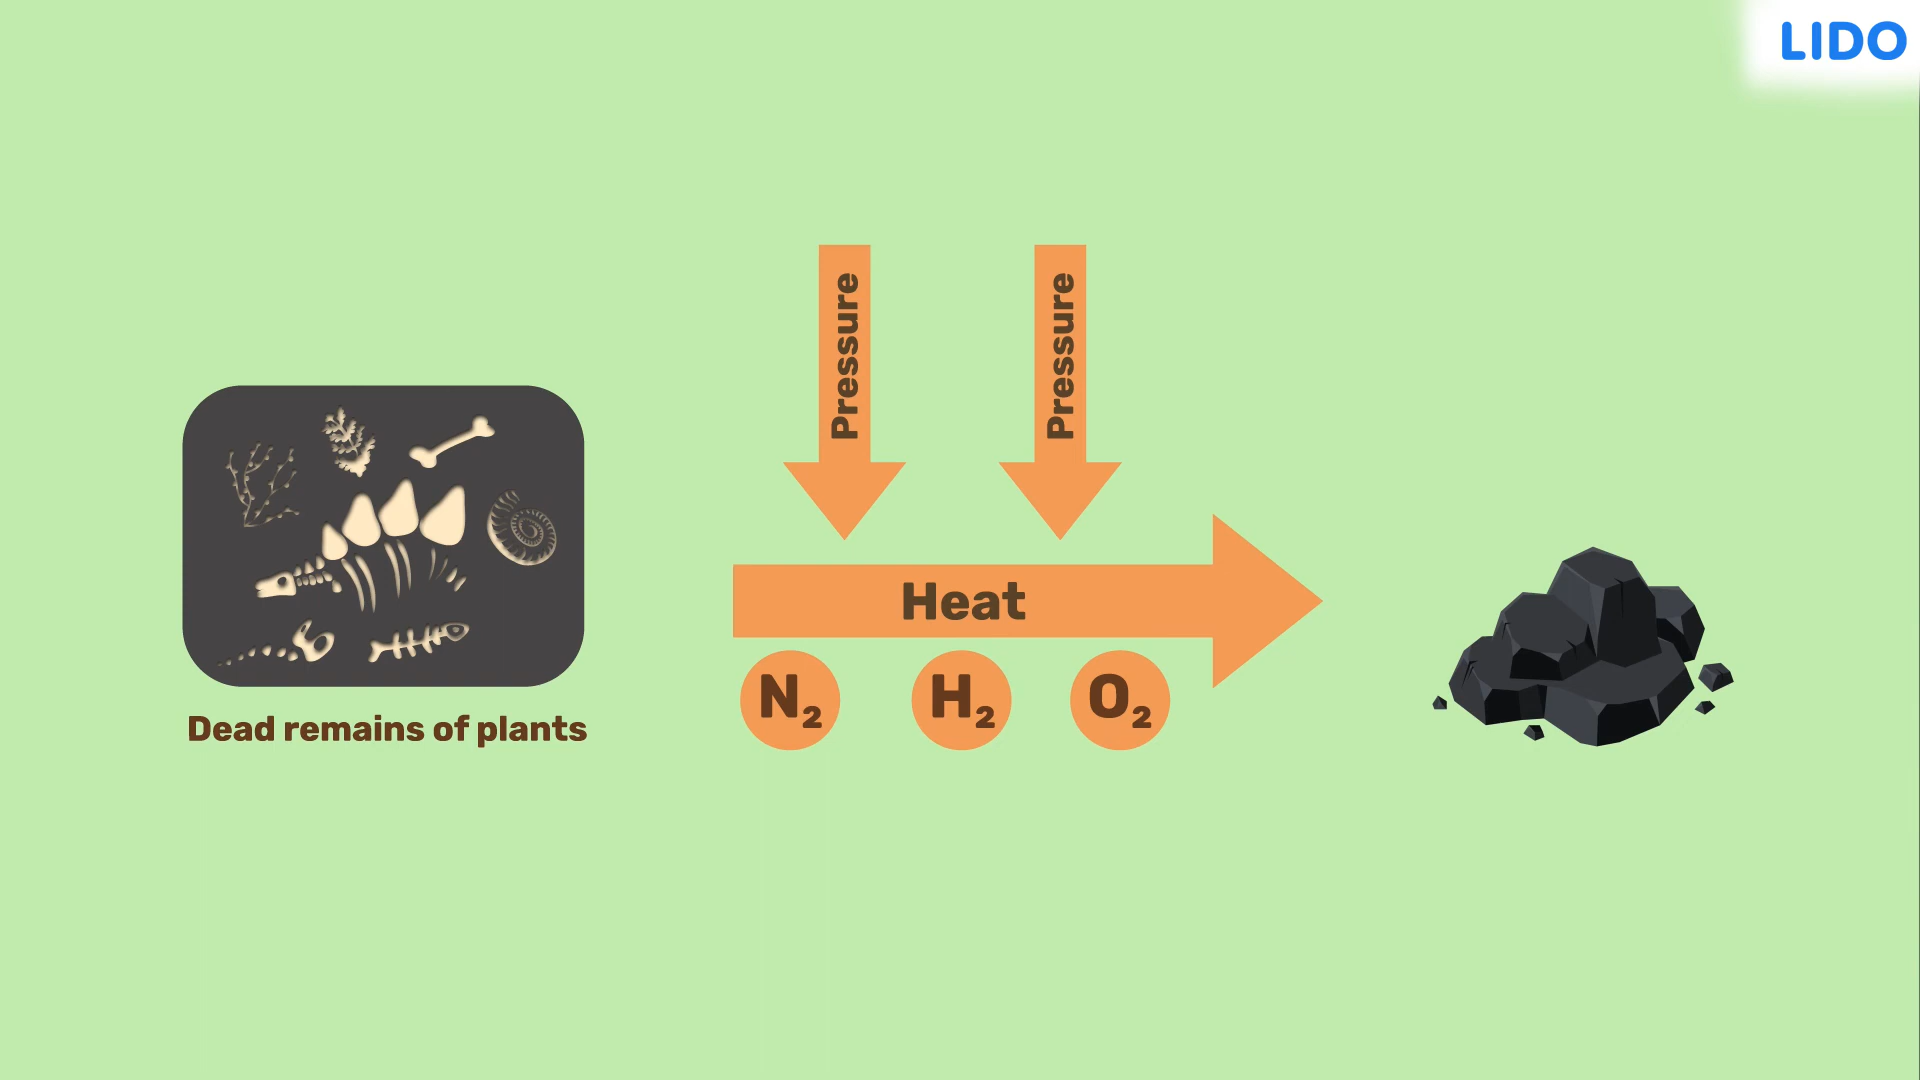 LIDO
Pressure
Pressure
Heat
N₂
H₂
O₂
Dead remains of plants